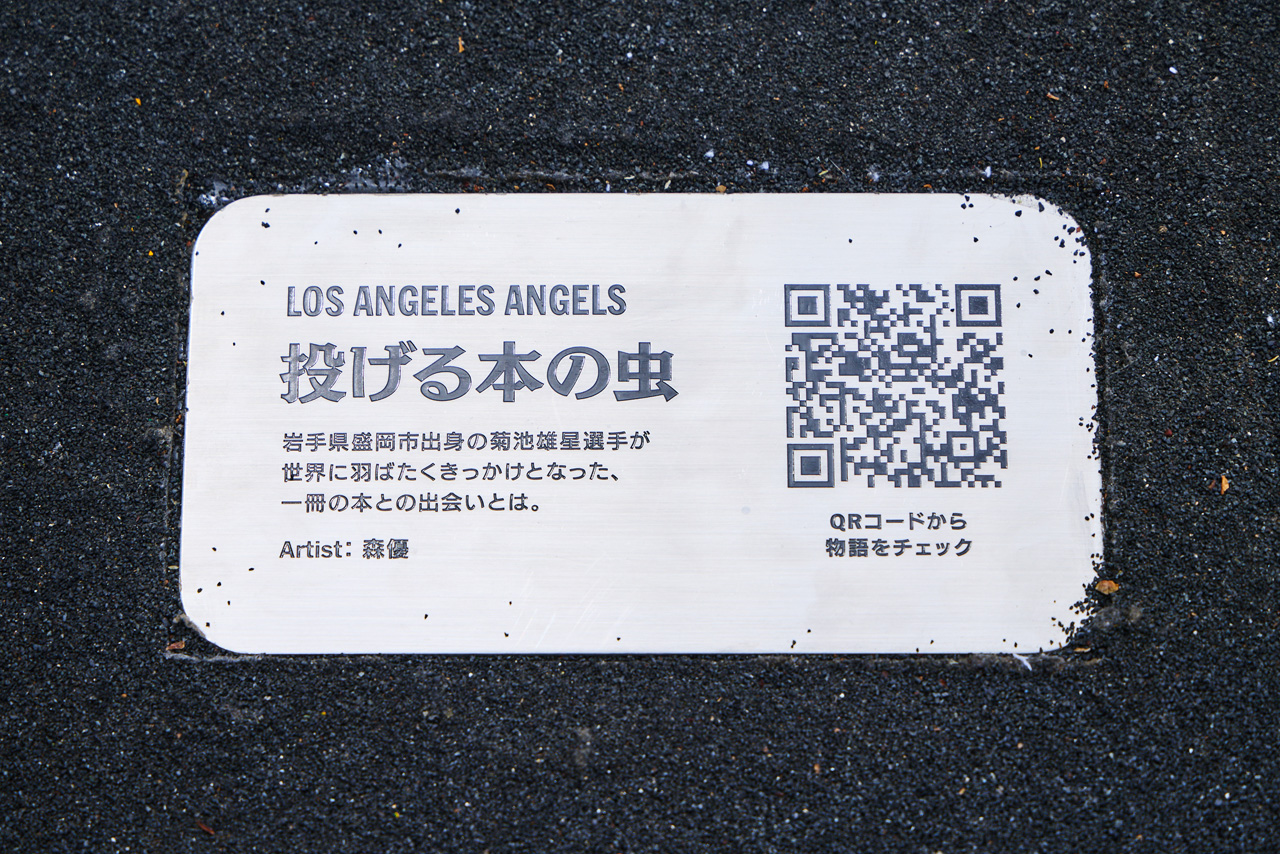 LOS ANGELES ANGELS
投げる本の虫
岩手県盛岡市出身の菊池雄星選手が
世界に羽ばたくきっかけとなった、
一冊の本との出会いとは。
Artist: 森優
QRコードから
物語をチェック